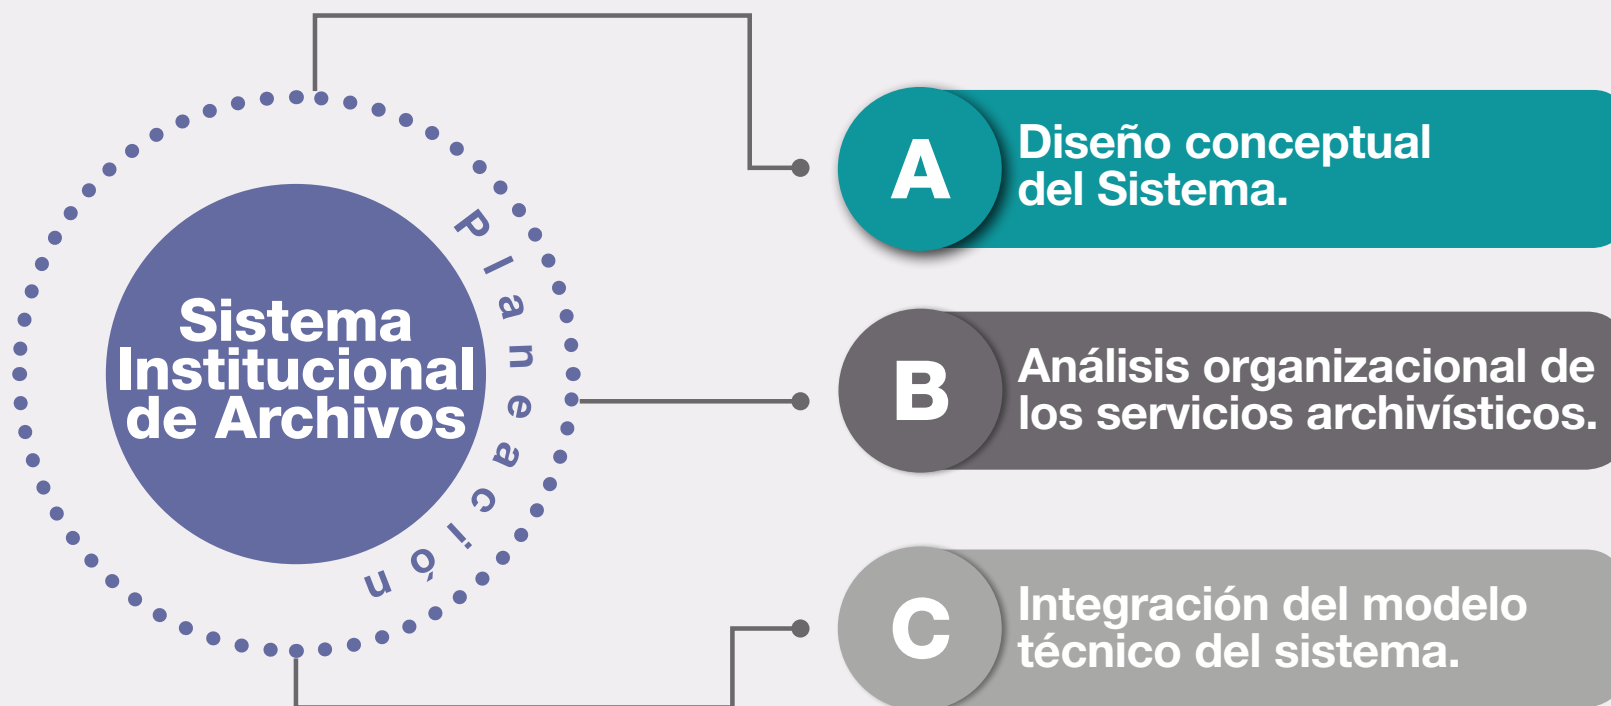 Sistema
Institucional
de Archivos
Planeación
A
Diseño conceptual
del Sistema.
B
Análisis organizacional de
los servicios archivísticos.
C
Integración del modelo
técnico del sistema.